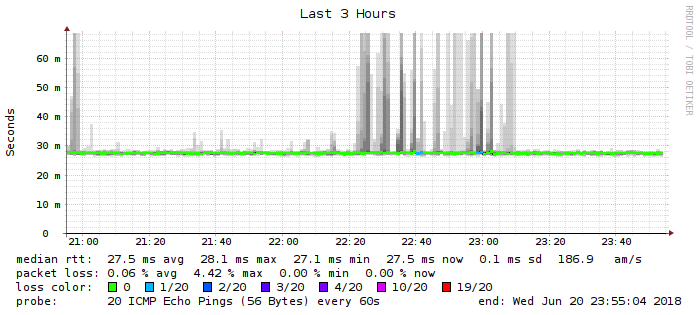 Last 3 Hours
RRDTOOL / TOBI OETIKER
Seconds
60 m
50 m
40 m
30 m
20 m
10 m
0
21:00 21:20 21:40 22:00 22:20 22:40 23:00 23:20 23:40
median rtt: 27.5 ms avg 28.1 ms max 27.1 ms min 27.5 ms now 0.1 ms sd 186.9 am/s
packet loss: 0.06 % avg 4.42 % max 0.00 % min 0.00 % now
loss color: 0 1/20 2/20 3/20 4/20 10/20 19/20
probe: 20 ICMP Echo Pings (56 Bytes) every 60s end: Wed Jun 20 23:55:04 2018